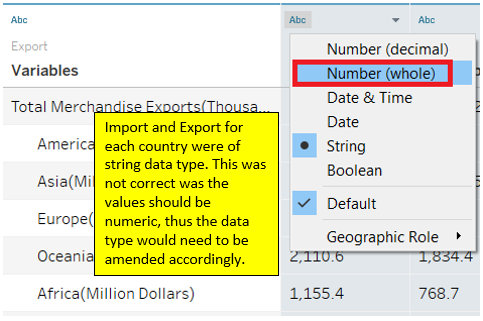 Abc
Abc
Abc
Export
Variables
Total Merchandise Exports(Thousa...
America
Asia(Mil
Europe(
Oceania
2,110.6
1,834.4
Africa(Million Dollars)
1,155.4
768.7
Import and Export for
each country were of
string data type. This was
not correct was the
values should be
numeric, thus the data
type would need to be
amended accordingly.
Number (decimal)
Number (whole)
Date & Time
Date
String
Boolean
Default
Geographic Role